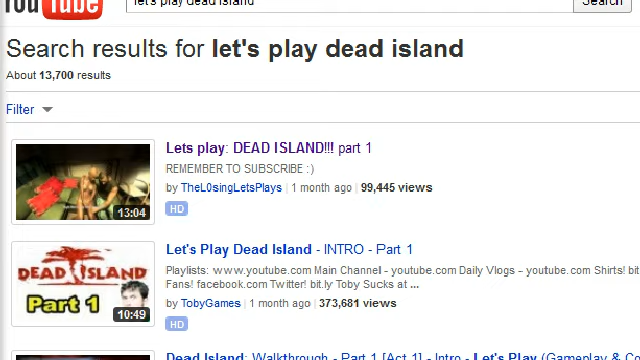 You Tube
let's play dead island
Search
Search results for let's play dead island
About 13,700 results
Filter
Lets play: DEAD ISLAND!!! part 1
REMEMBER TO SUBSCRIBE :)
by TheL0singLetsPlays | 1 month ago | 99,445 views
13:04
HD
Let's Play Dead Island - INTRO - Part 1
DEAD ISLAND
Playlists: www.youtube.com Main Channel - youtube.com Daily Vlogs - youtube.com Shirts! bit
Fans! facebook.com Twitter! bit.ly Toby Sucks at ...
Part 1
by TobyGames | 1 month ago | 373,681 views
10:49
HD
Dead Island: Walkthrough - Part 1 [Act 1] - Intro - Let's Play (Gameplay & Co